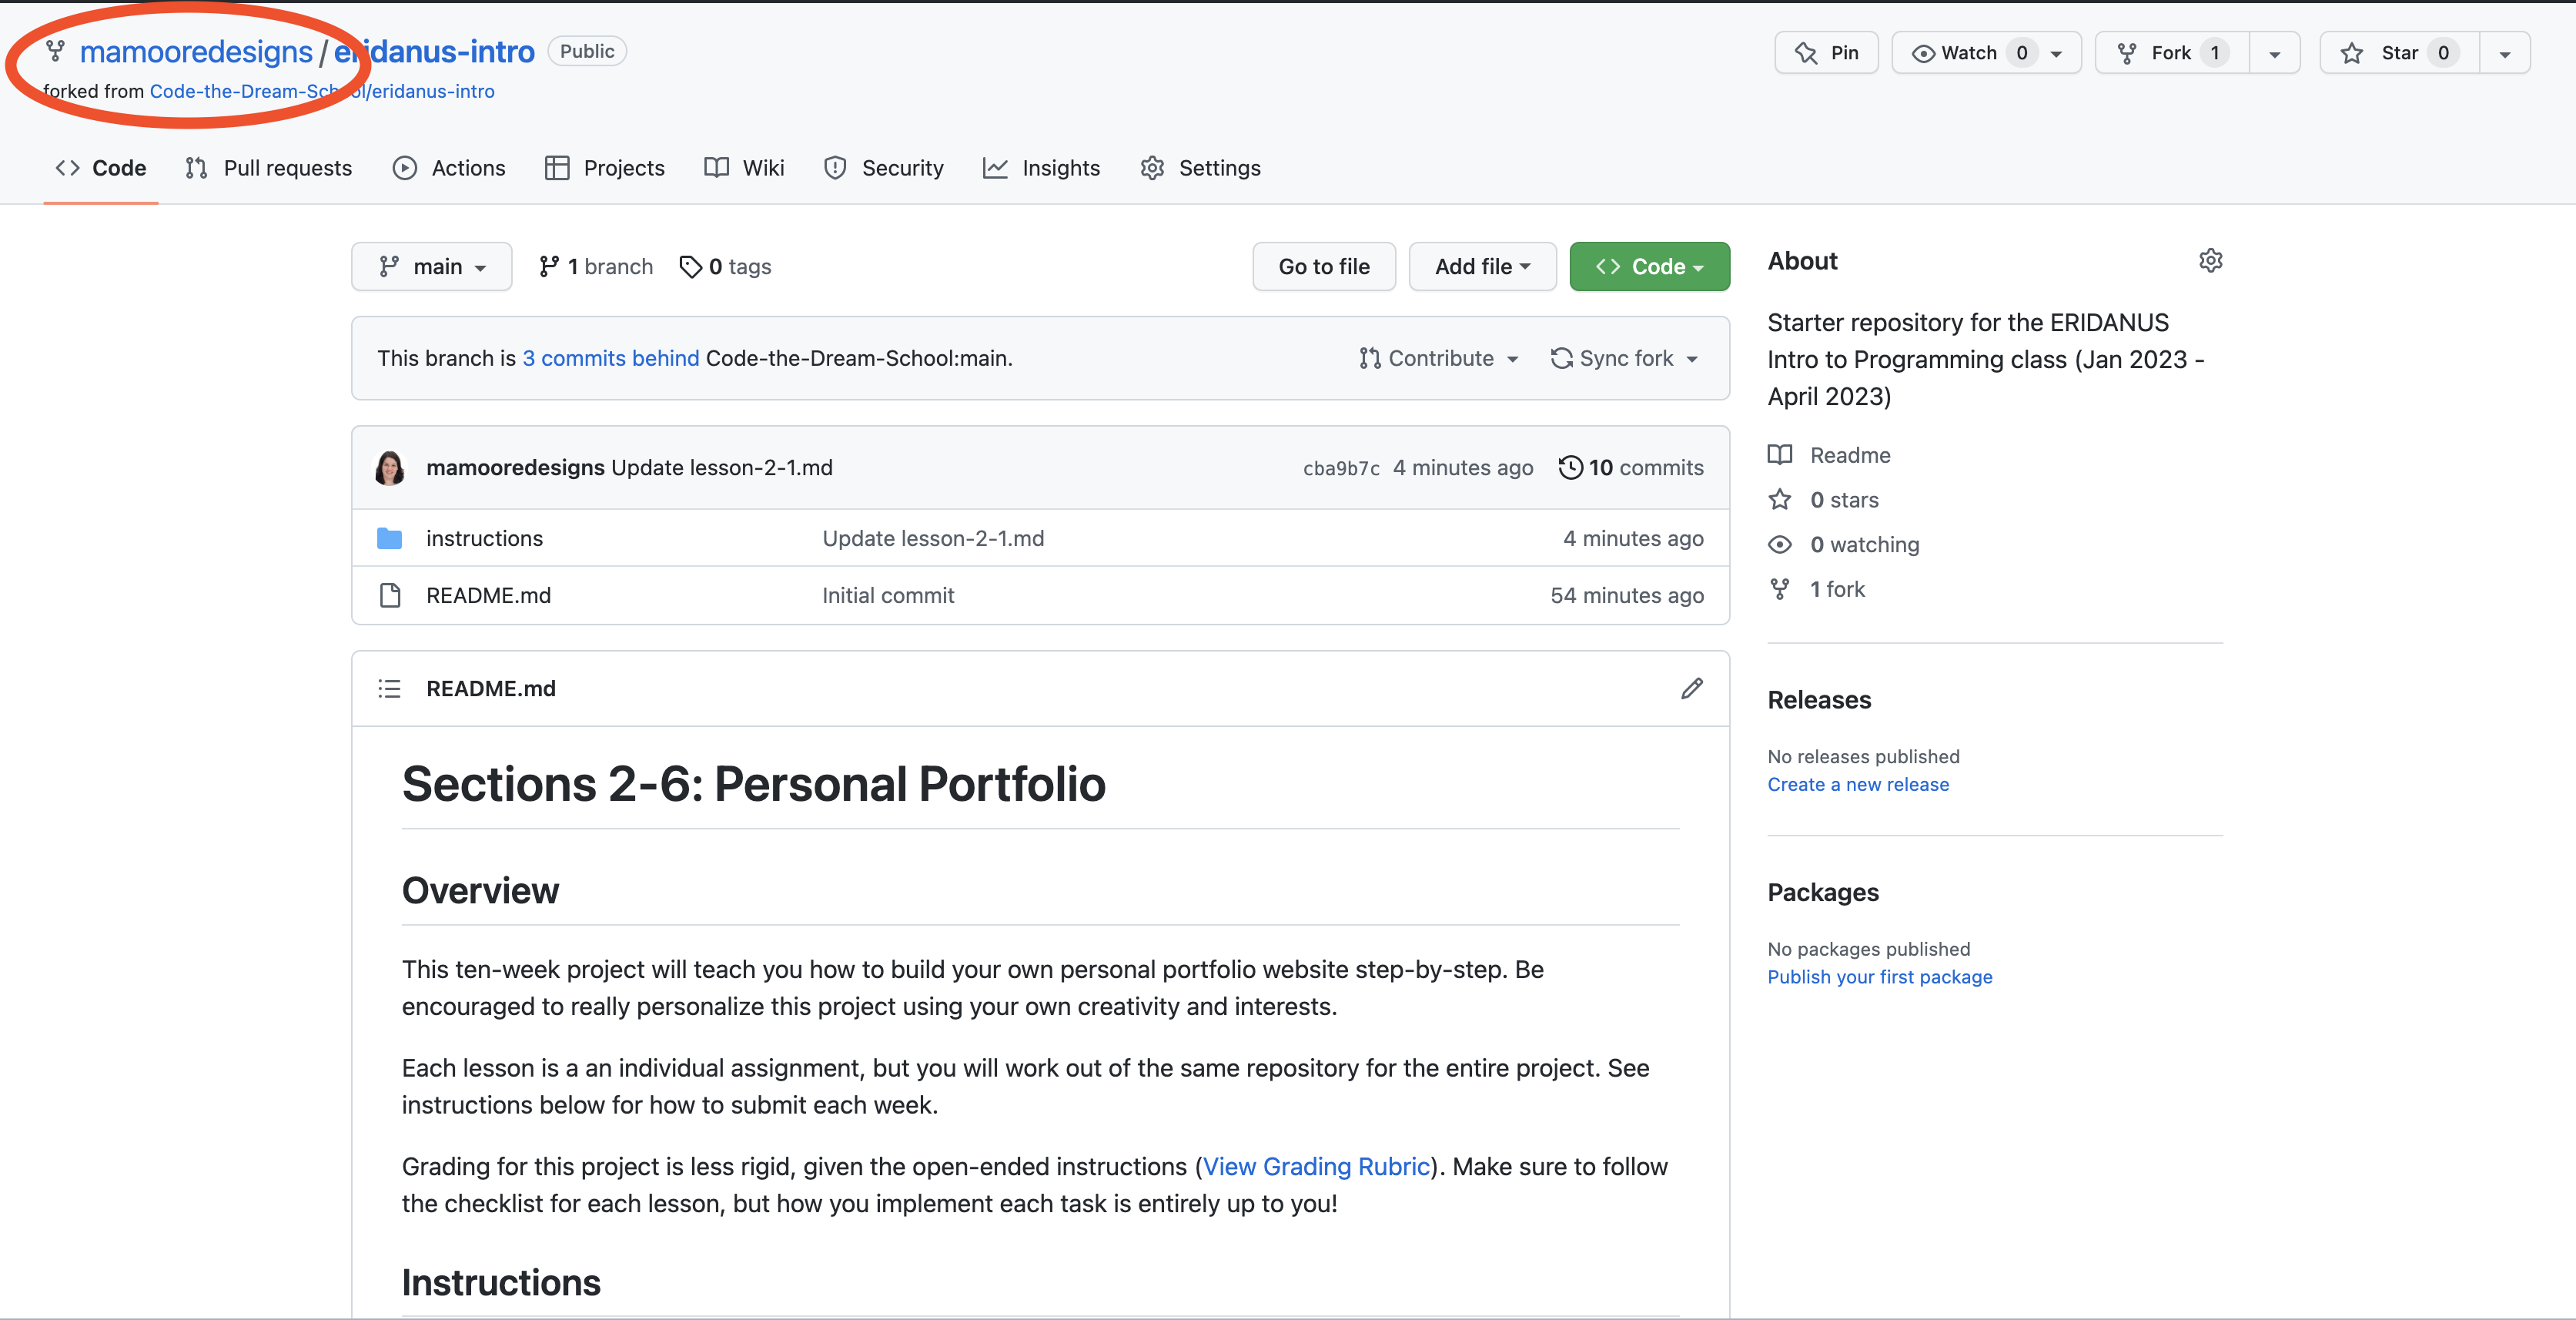 mamooredesigns / eridanus-intro Public
Pin Watch 0 Fork 1 Star 0
forked from Code-the-Dream-School/eridanus-intro
Code Pull requests Actions Projects Wiki Security Insights Settings
main 1 branch 0 tags Go to file Add file Code
This branch is 3 commits behind Code-the-Dream-School:main. Contribute Sync fork
mamooredesigns Update lesson-2-1.md cba9b7c 4 minutes ago 10 commits
instructions Update lesson-2-1.md 4 minutes ago
README.md Initial commit 54 minutes ago
README.md
Sections 2-6: Personal Portfolio
Overview
This ten-week project will teach you how to build your own personal portfolio website step-by-step. Be
encouraged to really personalize this project using your own creativity and interests.
Each lesson is a an individual assignment, but you will work out of the same repository for the entire project. See
instructions below for how to submit each week.
Grading for this project is less rigid, given the open-ended instructions (View Grading Rubric). Make sure to follow
the checklist for each lesson, but how you implement each task is entirely up to you!
Instructions
About
Starter repository for the ERIDANUS
Intro to Programming class (Jan 2023 -
April 2023)
Readme
0 stars
0 watching
1 fork
Releases
No releases published
Create a new release
Packages
No packages published
Publish your first package